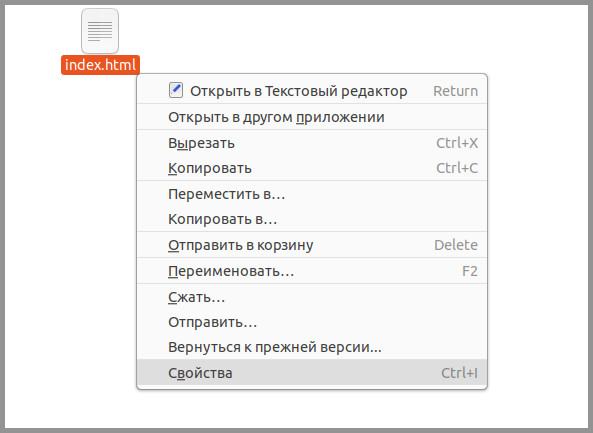 index.html
Открыть в Текстовый редактор Return
Открыть в другом приложении
Вырезать Ctrl+X
Копировать Ctrl+C
Переместить в…
Копировать в…
Отправить в корзину Delete
Переименовать… F2
Сжать…
Отправить…
Вернуться к прежней версии...
Свойства Ctrl+I